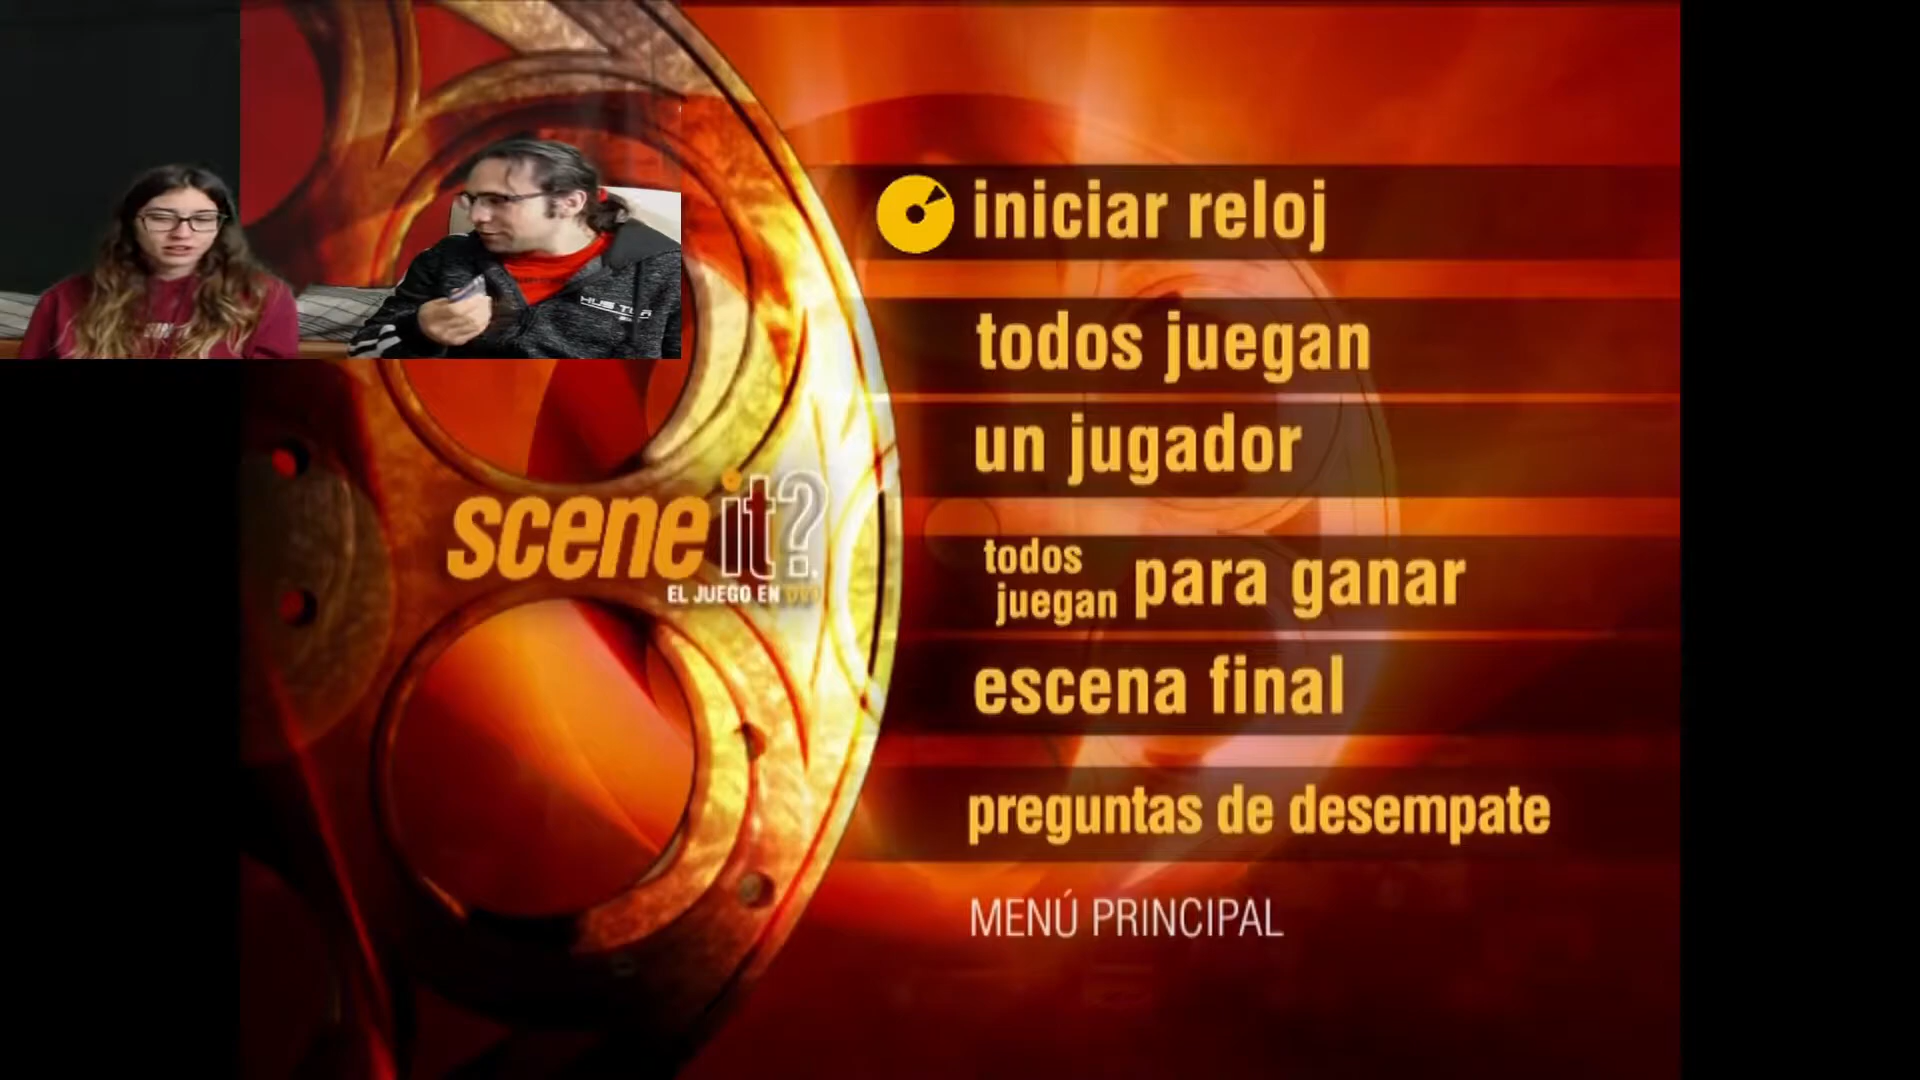 iniciar reloj
todos juegan
un jugador
todos juegan para ganar
escena final
preguntas de desempate
MENÚ PRINCIPAL
scene it?
EL JUEGO EN DVD